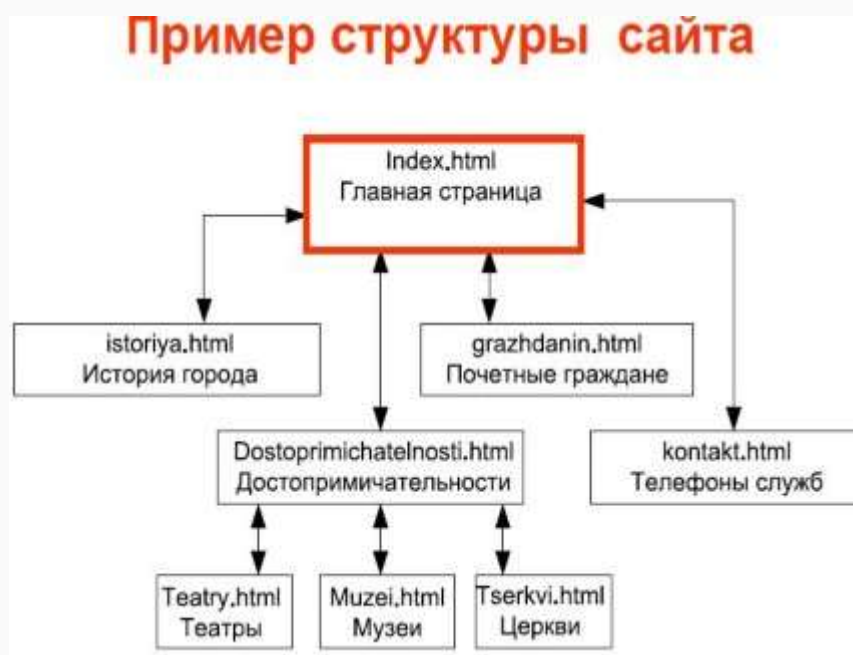 Пример структуры сайта
Index.html
Главная страница
istoriya.html
История города
grazhdanin.html
Почетные граждане
Dostoprimichatelnosti.html
Достопримичательности
kontakt.html
Телефоны служб
Teatry.html
Театры
Muzei.html
Музеи
Tserkvi.html
Церкви